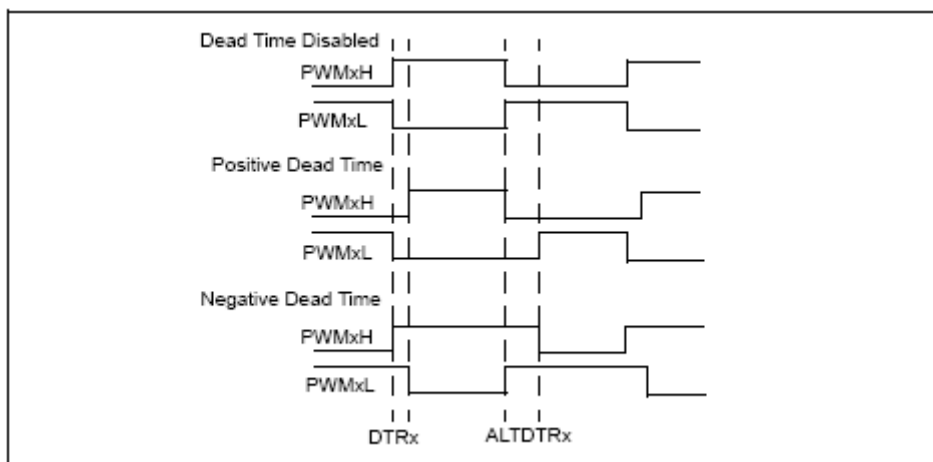 Dead Time Disabled
PWMxH
PWMxL
Positive Dead Time
PWMxH
PWMxL
Negative Dead Time
PWMxH
PWMxL
DTRx ALTDTRx